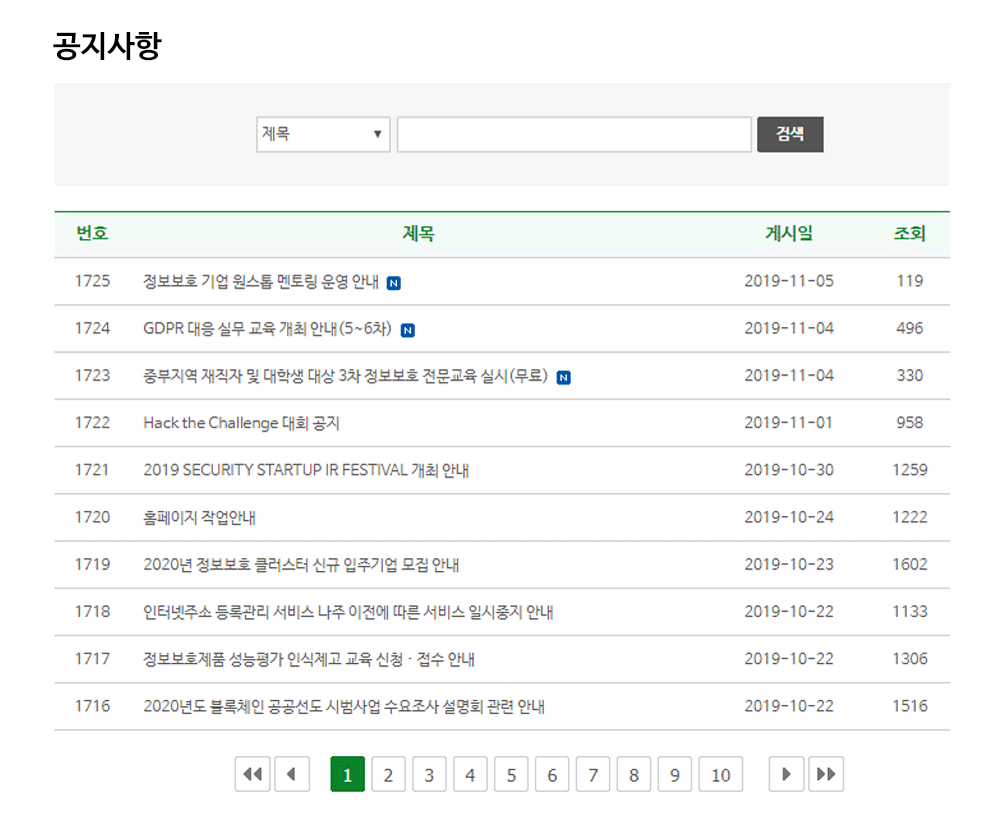 공지사항
제목 ▼ 검색
번호 제목 게시일 조회
1725 정보보호 기업 원스톱 멘토링 운영 안내 N 2019-11-05 119
1724 GDPR 대응 실무 교육 개최 안내(5~6차) N 2019-11-04 496
1723 중부지역 재직자 및 대학생 대상 3차 정보보호 전문교육 실시(무료) N 2019-11-04 330
1722 Hack the Challenge 대회 공지 2019-11-01 958
1721 2019 SECURITY STARTUP IR FESTIVAL 개최 안내 2019-10-30 1259
1720 홈페이지 작업안내 2019-10-24 1222
1719 2020년 정보보호 클러스터 신규 입주기업 모집 안내 2019-10-23 1602
1718 인터넷주소 등록관리 서비스 나주 이전에 따른 서비스 일시중지 안내 2019-10-22 1133
1717 정보보호제품 성능평가 인식제고 교육 신청 · 접수 안내 2019-10-22 1306
1716 2020년도 블록체인 공공선도 시범사업 수요조사 설명회 관련 안내 2019-10-22 1516
1 2 3 4 5 6 7 8 9 10